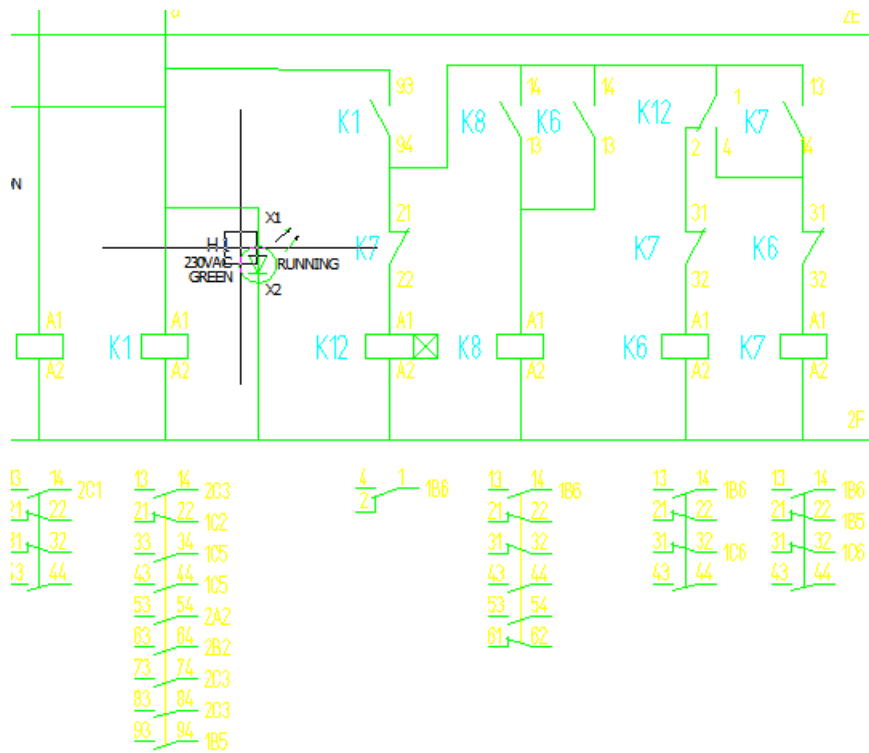 2E
93 14 14 1 13
K1 K8 K6 K12 K7
94 13 13 2 4 14
X1 21 31 31
H K7 K7 K6
230VAC RUNNING
GREEN 22 32 32
X2
A1 A1 A1 A1 A1 A1
K1 K12 K8 K6 K7
A2 A2 A2 A2 A2 A2
2F
13 14 2C1
21 22
31 32
43 44
13 14 2C3
21 22 1C2
33 34 1C5
43 44 1C5
53 54 2A2
63 64 2B2
73 74 2C3
83 84 2C3
93 94 1B5
4 1 1B6
2
13 14 1B6
21 22
31 32
43 44
53 54
61 62
13 14 1B6
21 22
31 32 1C6
43 44
13 14 1B6
21 22 1B5
31 32 1C6
43 44